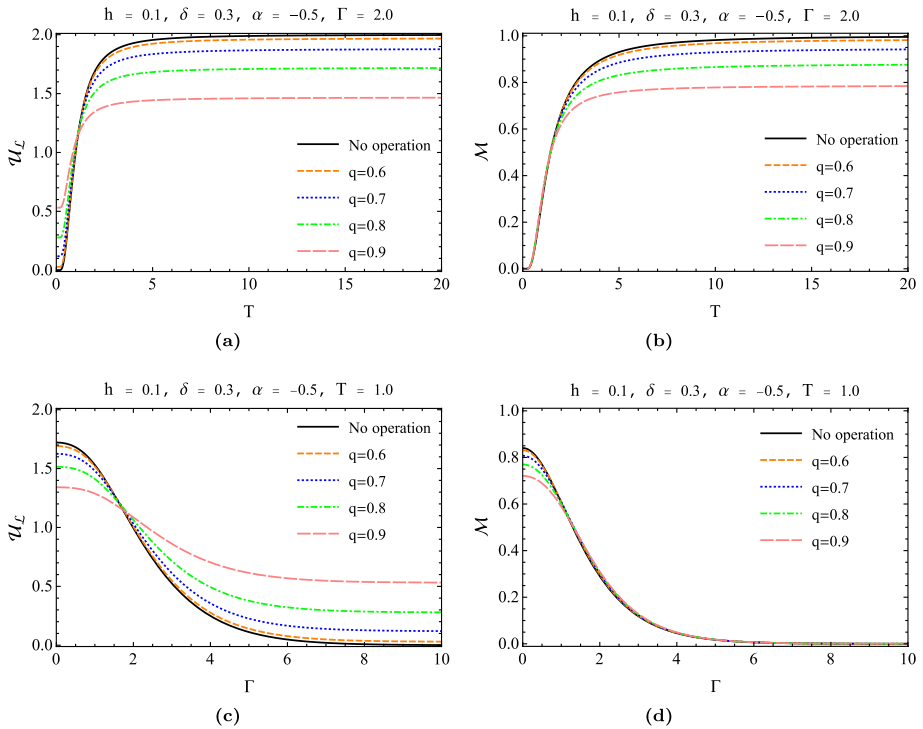 h = 0.1, δ = 0.3, α = −0.5, Γ = 2.0
2.0
1.5
1.0
0.5
0.0
𝒰ℒ
0
5
10
15
20
T
No operation
q=0.6
q=0.7
q=0.8
q=0.9
(a)
h = 0.1, δ = 0.3, α = −0.5, Γ = 2.0
1.0
0.8
0.6
0.4
0.2
0.0
ℳ
0
5
10
15
20
T
No operation
q=0.6
q=0.7
q=0.8
q=0.9
(b)
h = 0.1, δ = 0.3, α = −0.5, T = 1.0
2.0
1.5
1.0
0.5
0.0
𝒰ℒ
0
2
4
6
8
10
Γ
No operation
q=0.6
q=0.7
q=0.8
q=0.9
(c)
h = 0.1, δ = 0.3, α = −0.5, T = 1.0
1.0
0.8
0.6
0.4
0.2
0.0
ℳ
0
2
4
6
8
10
Γ
No operation
q=0.6
q=0.7
q=0.8
q=0.9
(d)